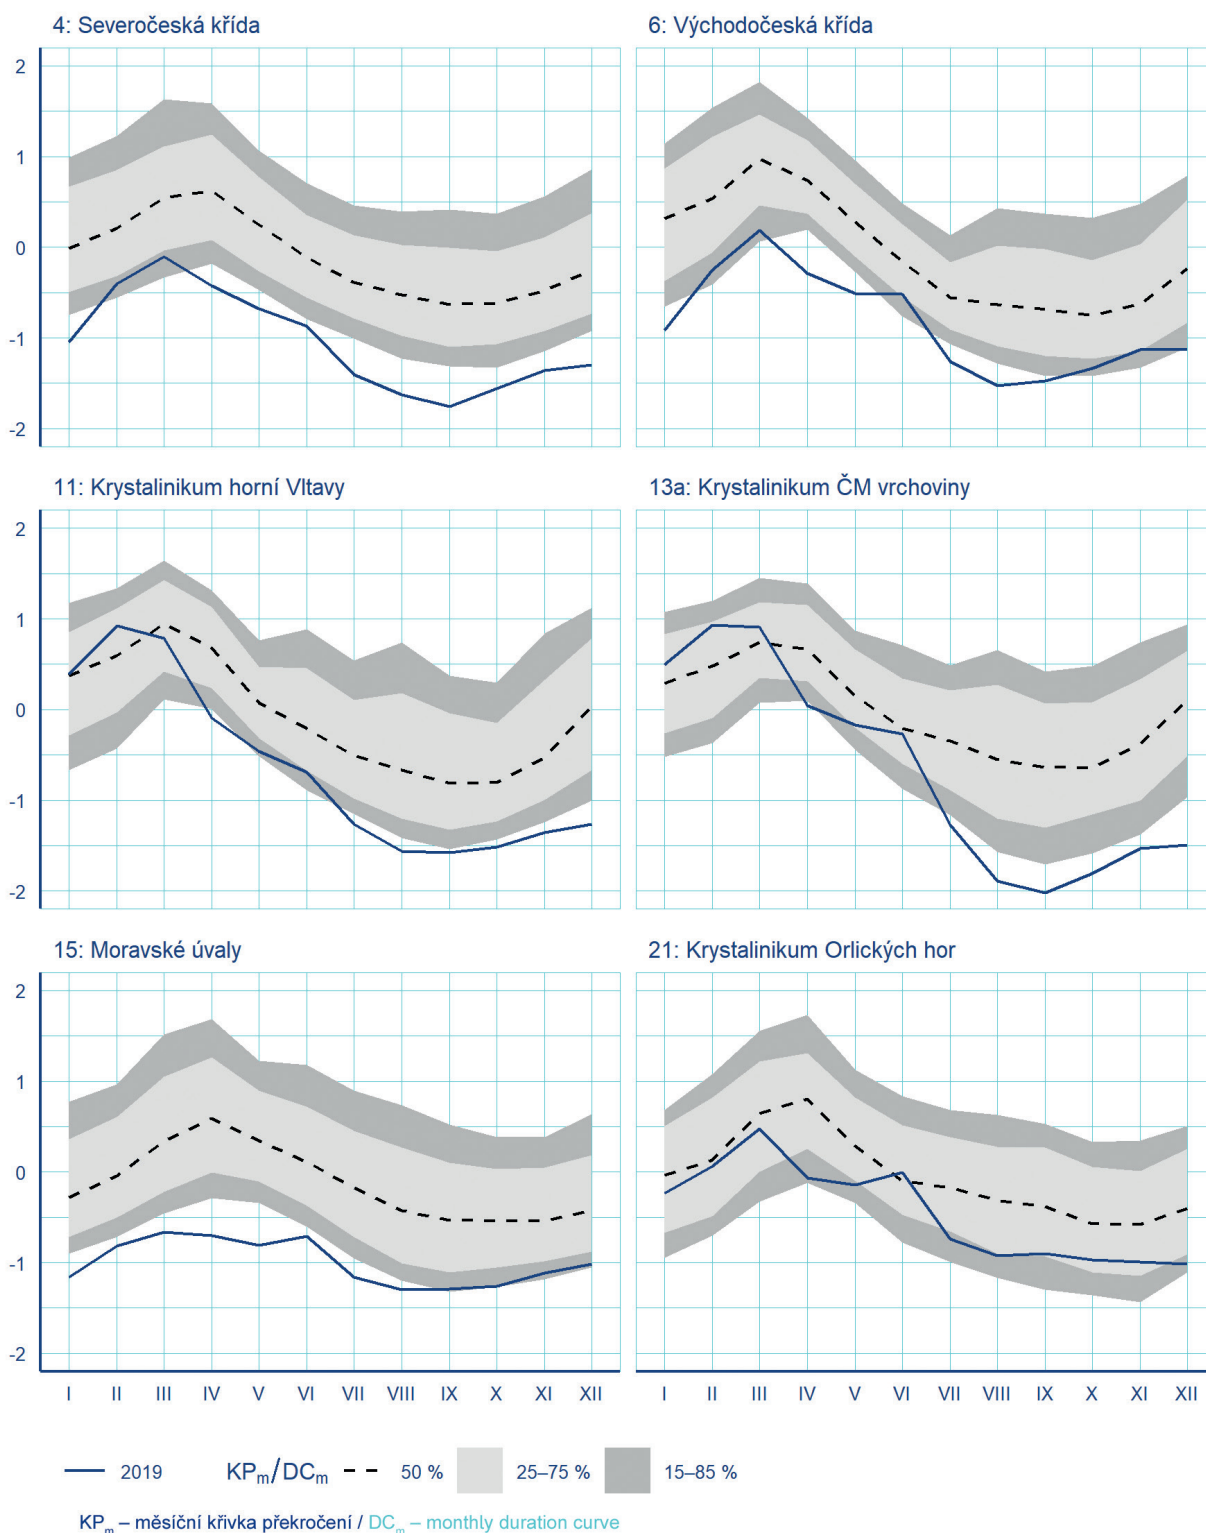 4: Severočeská křída
6: Východočeská křída
2
1
0
-1
-2
11: Krystalinikum horní Vltavy
13a: Krystalinikum ČM vrchoviny
2
1
0
-1
-2
15: Moravské úvaly
21: Krystalinikum Orlických hor
2
1
0
-1
-2
I II III IV V VI VII VIII IX X XI XII
I II III IV V VI VII VIII IX X XI XII
2019 KPm/DCm 50 % 25–75 % 15–85 %
KPm – měsíční křivka překročení / DCm – monthly duration curve